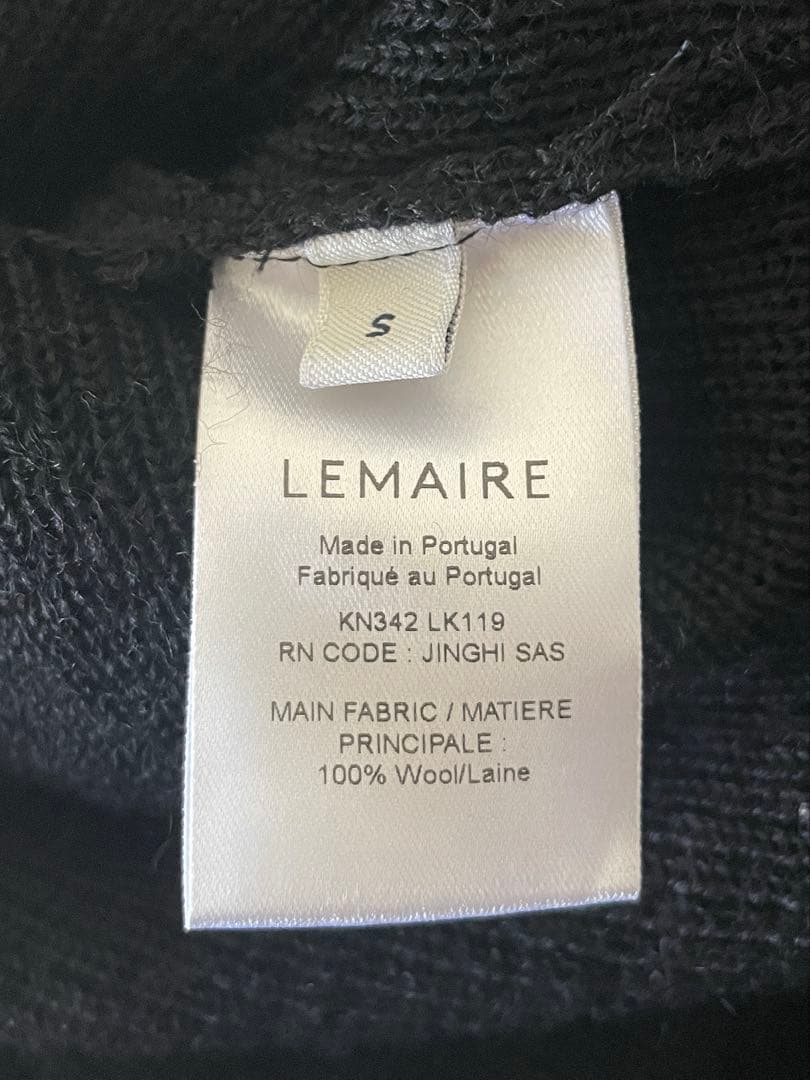 S
LEMAIRE
Made in Portugal
Fabriqué au Portugal
KN342 LK119
RN CODE : JINGHI SAS
MAIN FABRIC / MATIERE
PRINCIPALE :
100% Wool/Laine